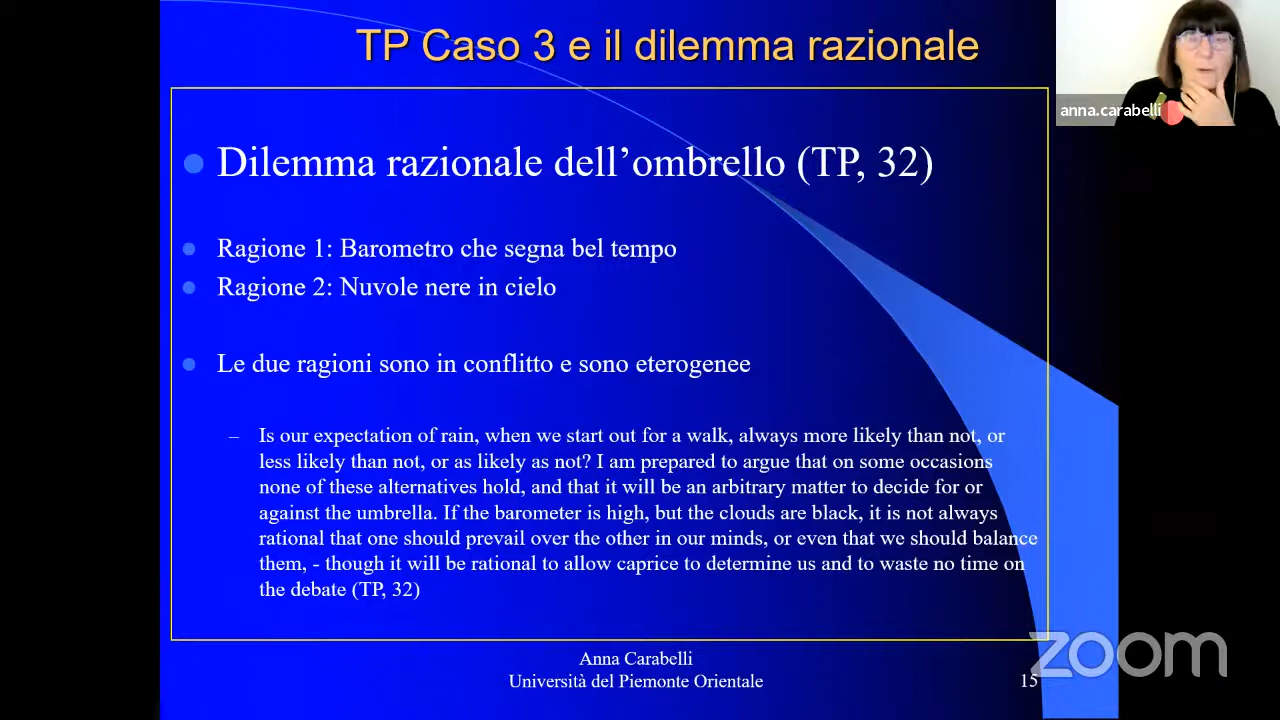 TP Caso 3 e il dilemma razionale
anna.carabelli
Dilemma razionale dell’ombrello (TP, 32)
Ragione 1: Barometro che segna bel tempo
Ragione 2: Nuvole nere in cielo
Le due ragioni sono in conflitto e sono eterogenee
– Is our expectation of rain, when we start out for a walk, always more likely than not, or
less likely than not, or as likely as not? I am prepared to argue that on some occasions
none of these alternatives hold, and that it will be an arbitrary matter to decide for or
against the umbrella. If the barometer is high, but the clouds are black, it is not always
rational that one should prevail over the other in our minds, or even that we should balance
them, - though it will be rational to allow caprice to determine us and to waste no time on
the debate (TP, 32)
Anna Carabelli
Università del Piemonte Orientale
15
zoom